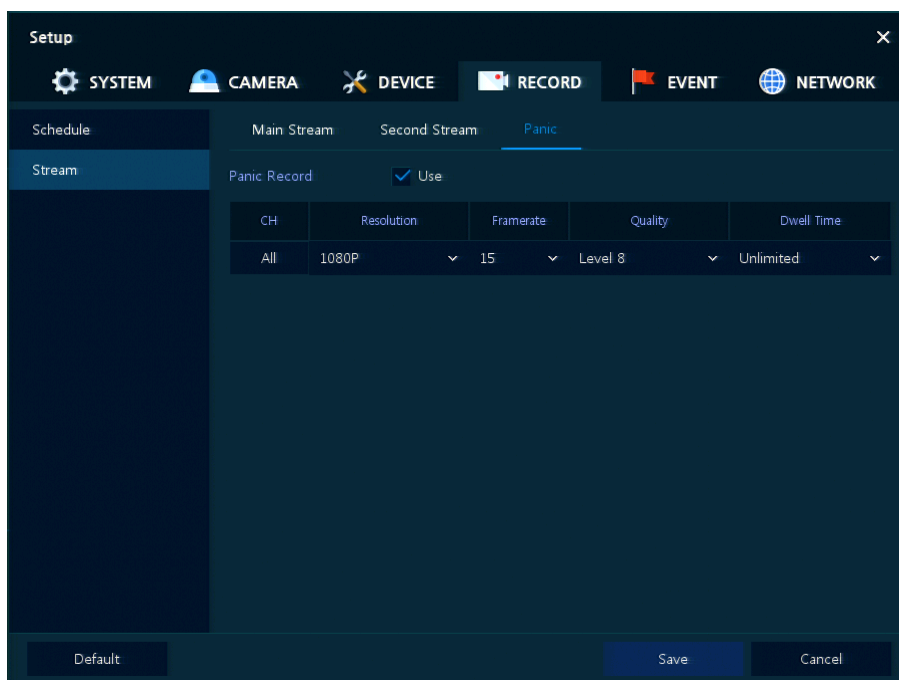 Setup
SYSTEM CAMERA DEVICE RECORD EVENT NETWORK
Schedule
Stream
Main Stream Second Stream Panic
Panic Record Use
CH Resolution Framerate Quality Dwell Time
All 1080P 15 Level 8 Unlimited
Default Save Cancel